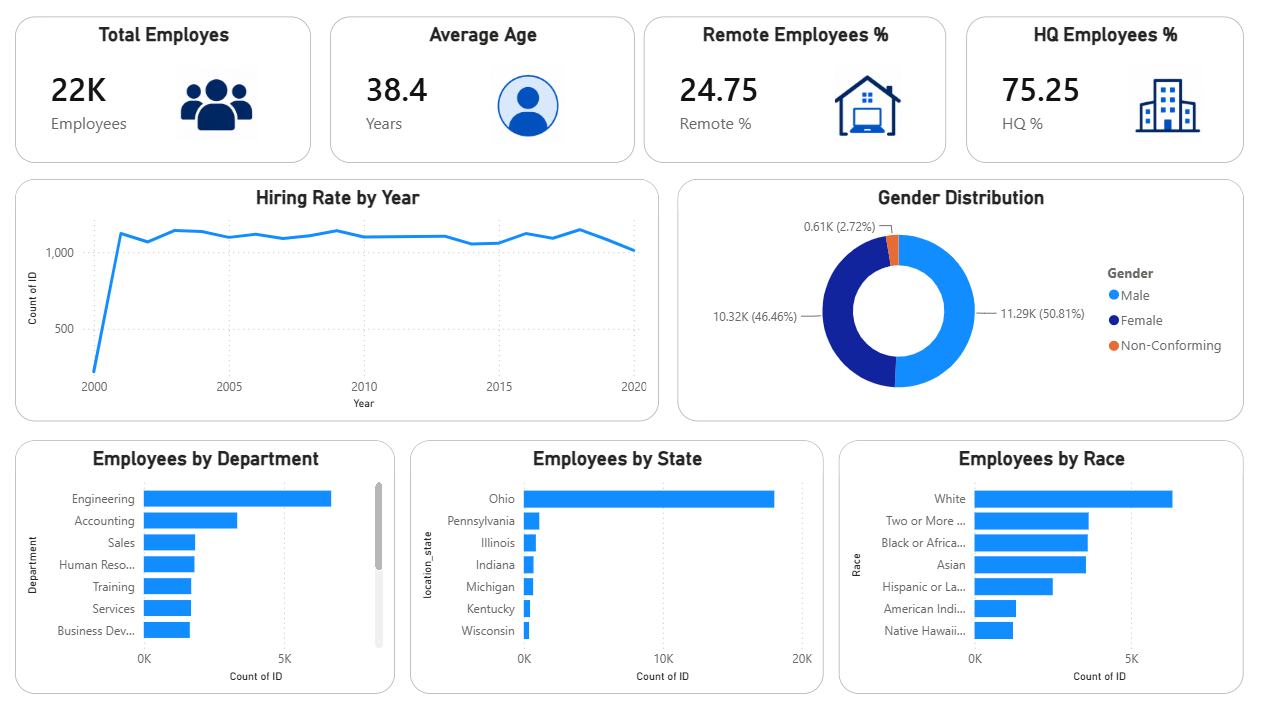 Total Employes
22K
Employees
Average Age
38.4
Years
Remote Employees %
24.75
Remote %
HQ Employees %
75.25
HQ %
Hiring Rate by Year
Count of ID
1,000
500
2000
2005
2010
2015
2020
Year
Gender Distribution
0.61K (2.72%)
10.32K (46.46%)
11.29K (50.81%)
Gender
Male
Female
Non-Conforming
Employees by Department
Department
Engineering
Accounting
Sales
Human Reso...
Training
Services
Business Dev...
0K
5K
Count of ID
Employees by State
location_state
Ohio
Pennsylvania
Illinois
Indiana
Michigan
Kentucky
Wisconsin
0K
10K
20K
Count of ID
Employees by Race
Race
White
Two or More ...
Black or Africa...
Asian
Hispanic or La...
American Indi...
Native Hawaii...
0K
5K
Count of ID